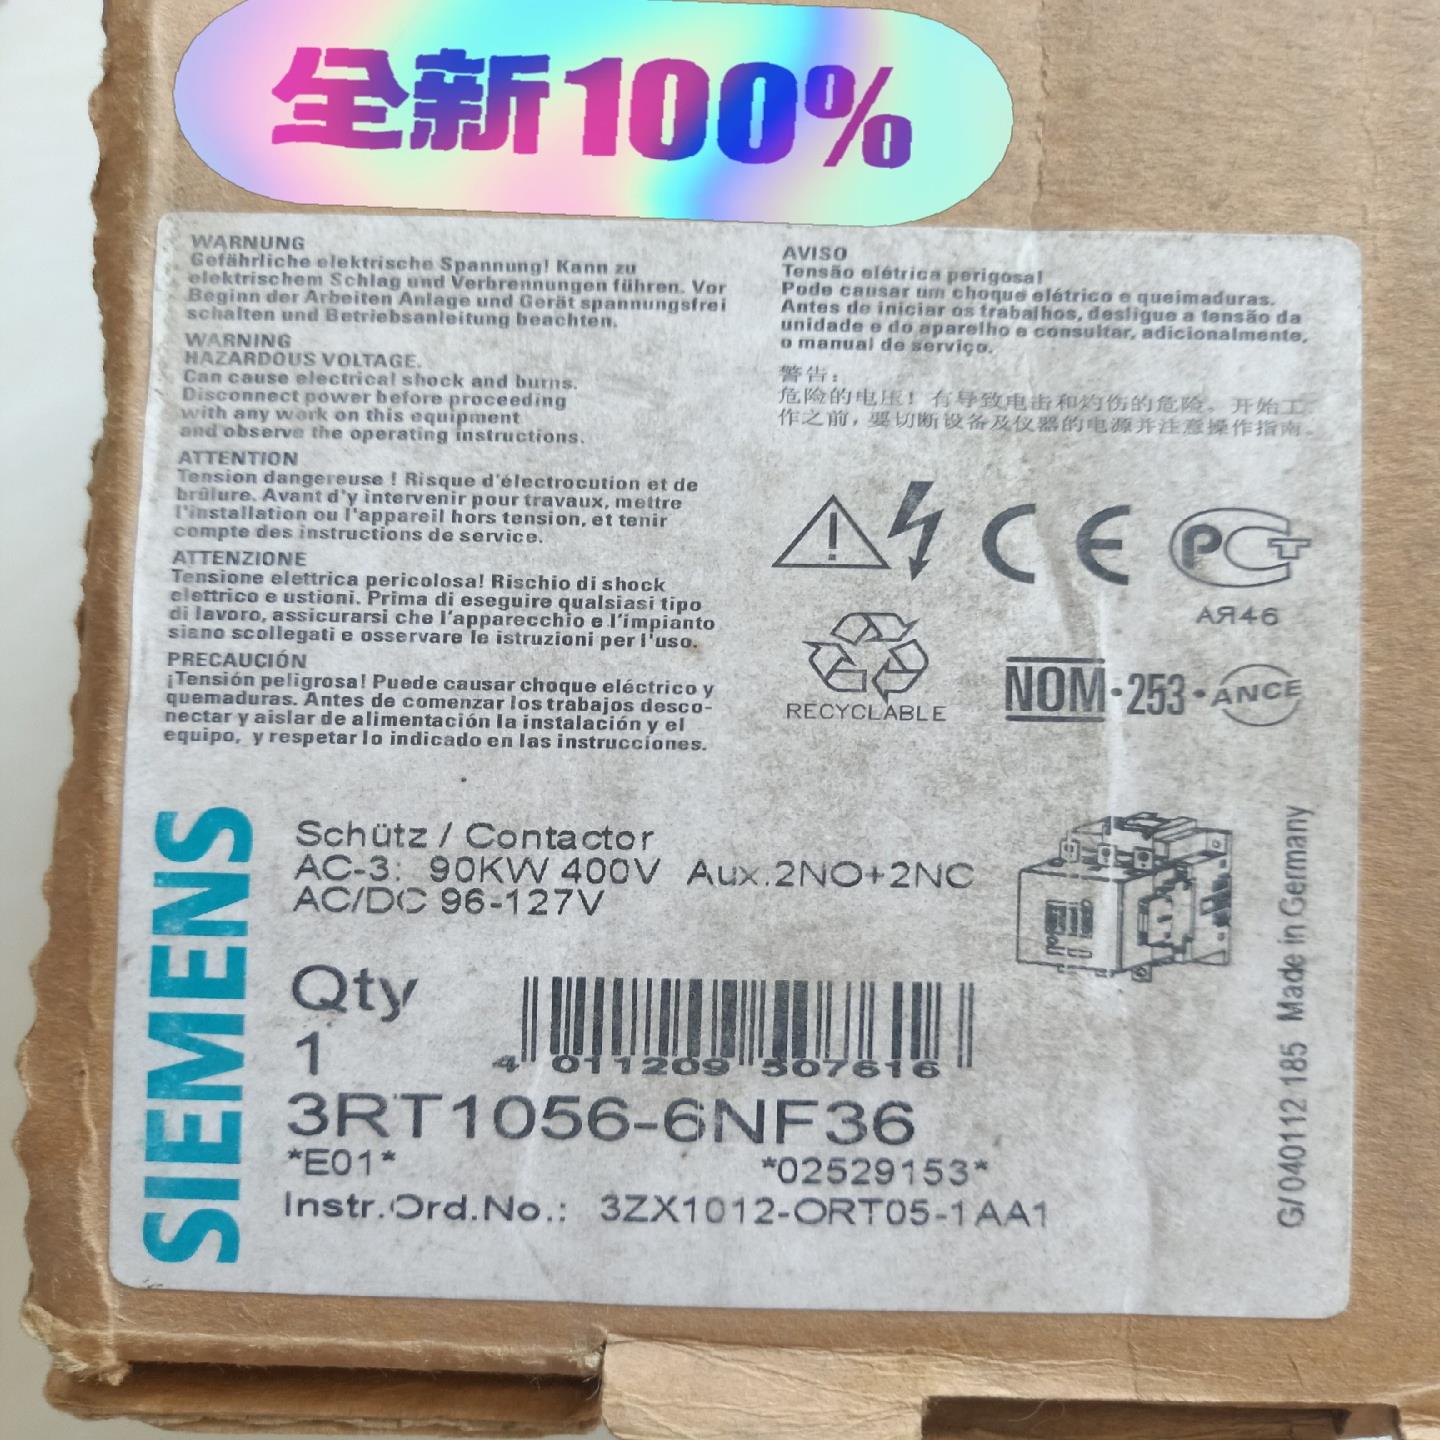 全新100%
WARNUNG
Gefährliche elektrische Spannung! Kann zu
elektrischem Schlag und Verbrennungen führen. Vor
Beginn der Arbeiten Anlage und Gerät spannungsfrei
schalten und Betriebsanleitung beachten.
WARNING
HAZARDOUS VOLTAGE.
Can cause electrical shock and burns.
Disconnect power before proceeding
with any work on this equipment
and observe the operating instructions.
ATTENTION
Tension dangereuse ! Risque d'électrocution et de
brûlure. Avant d'y intervenir pour travaux, mettre
l'installation ou l'appareil hors tension, et tenir
compte des instructions de service.
ATTENZIONE
Tensione elettrica pericolosa! Rischio di shock
elettrico e ustioni. Prima di eseguire qualsiasi tipo
di lavoro, assicurarsi che l'apparecchio e l'impianto
siano scollegati e osservare le istruzioni per l'uso.
PRECAUCIÓN
¡Tensión peligrosa! Puede causar choque eléctrico y
quemaduras. Antes de comenzar los trabajos desco-
nectar y aislar de alimentación la instalación y el
equipo, y respetar lo indicado en las instrucciones.
AVISO
Tensão elétrica perigosa!
Pode causar um choque elétrico e queimaduras.
Antes de iniciar os trabalhos, desligue a tensão da
unidade e do aparelho e consultar, adicionalmente,
o manual de serviço.
警告:
危险的电压! 有导致电击和灼伤的危险。开始工
作之前,要切断设备及仪器的电源并注意操作指南。
CE
PCT
АЯ46
RECYCLABLE
NOM·253·ANCE
SIEMENS
Schütz / Contactor
AC-3: 90KW 400V Aux.2NO+2NC
AC/DC 96-127V
Qty
1
4 011209 507616
3RT1056-6NF36
*E01* *02529153*
Instr.Ord.No.: 3ZX1012-ORT05-1AA1
G/040112 185 Made in Germany